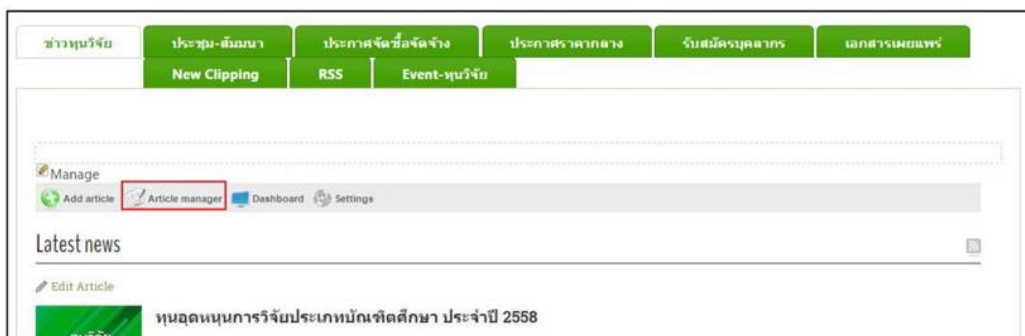 ข่าวทุนวิจัย ประชุม-สัมมนา ประกาศจัดซื้อจัดจ้าง ประกาศราคากลาง รับสมัครบุคลากร เอกสารเผยแพร่
New Clipping RSS Event-ทุนวิจัย
Manage
Add article Article manager Dashboard Settings
Latest news
Edit Article
ทุนอุดหนุนการวิจัยประเภทบัณฑิตศึกษา ประจำปี 2558
ทุนวิจัย